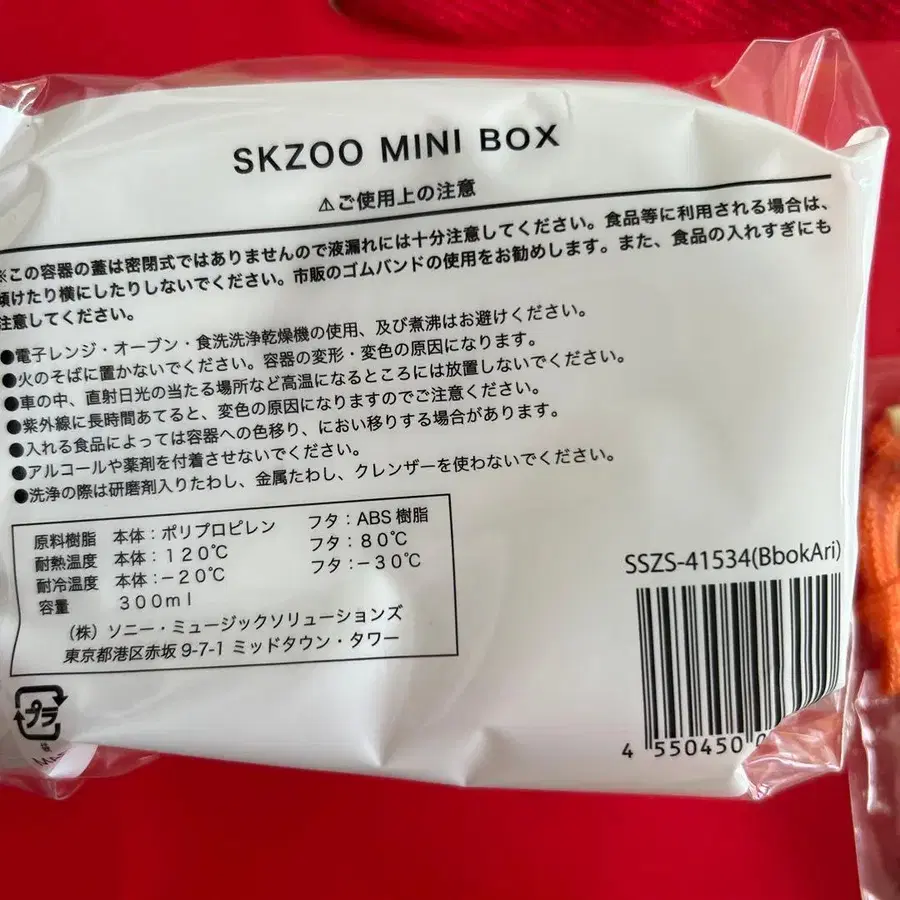 SKZOO MINI BOX
⚠ご使用上の注意
※この容器の蓋は密閉式ではありませんので液漏れには十分注意してください。食品等に利用される場合は、
傾けたり横にしたりしないでください。市販のゴムバンドの使用をお勧めします。また、食品の入れすぎにも
注意してください。
●電子レンジ・オーブン・食洗洗浄乾燥機の使用、及び煮沸はお避けください。
●火のそばに置かないでください。容器の変形・変色の原因になります。
●車の中、直射日光の当たる場所など高温になるところには放置しないでください。
●紫外線に長時間あてると、変色の原因になりますのでご注意ください。
●入れる食品によっては容器への色移り、におい移りする場合があります。
●アルコールや薬剤を付着させないでください。
●洗浄の際は研磨剤入りたわし、金属たわし、クレンザーを使わないでください。
原料樹脂 本体:ポリプロピレン フタ:ABS樹脂
耐熱温度 本体:120℃ フタ:80℃
耐冷温度 本体:-20℃ フタ:-30℃
容量 300ml
(株)ソニー・ミュージックソリューションズ
東京都港区赤坂9-7-1 ミッドタウン・タワー
SSZS-41534(BbokAri)
4 550450 0
プラ